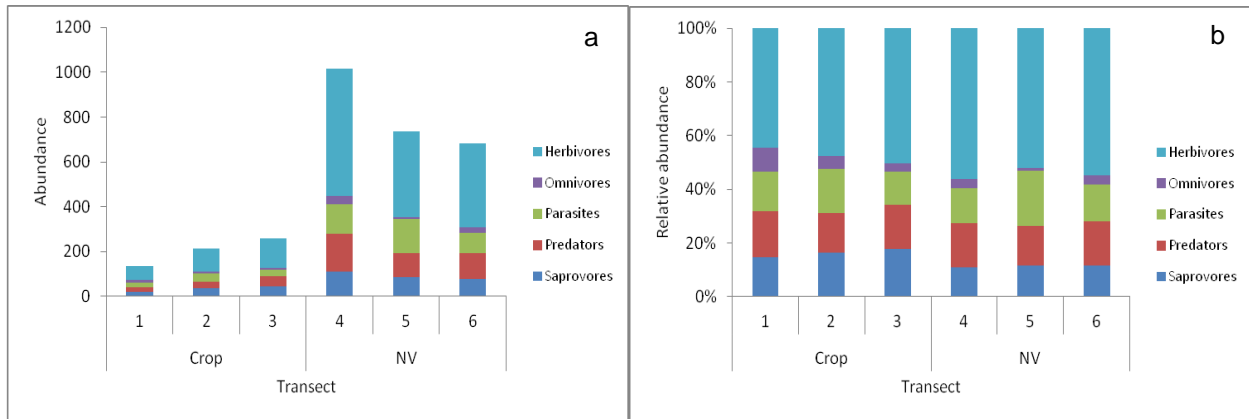 a
Abundance
1200
1000
800
600
400
200
0
Herbivores
Omnivores
Parasites
Predators
Saprovores
1 2 3 4 5 6
Crop NV
Transect
b
Relative abundance
100%
80%
60%
40%
20%
0%
Herbivores
Omnivores
Parasites
Predators
Saprovores
1 2 3 4 5 6
Crop NV
Transect